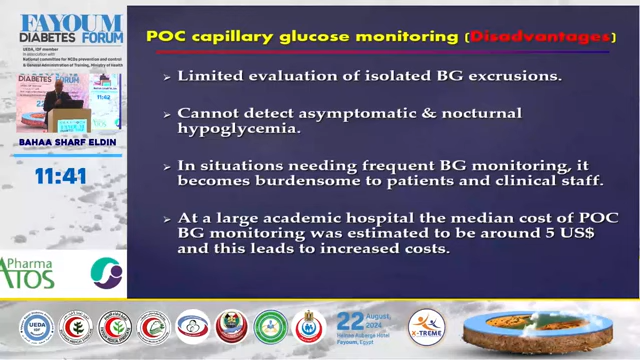 FAYOUM
DIABETES FORUM
UEDA, IDF member
in association with
National committee for NCDs prevention and control
& General Administration of Training, Ministry of Health
BAHAA SHARF ELDIN
11:41
Pharma
ATOS
POC capillary glucose monitoring (Disadvantages)
➢ Limited evaluation of isolated BG excrusions.
➢ Cannot detect asymptomatic & nocturnal
hypoglycemia.
➢ In situations needing frequent BG monitoring, it
becomes burdensome to patients and clinical staff.
➢ At a large academic hospital the median cost of POC
BG monitoring was estimated to be around 5 US$
and this leads to increased costs.
UEDA
IDF
22 August,
2024
Helnan Auberge Hotel
Fayoum, Egypt
X-TREME